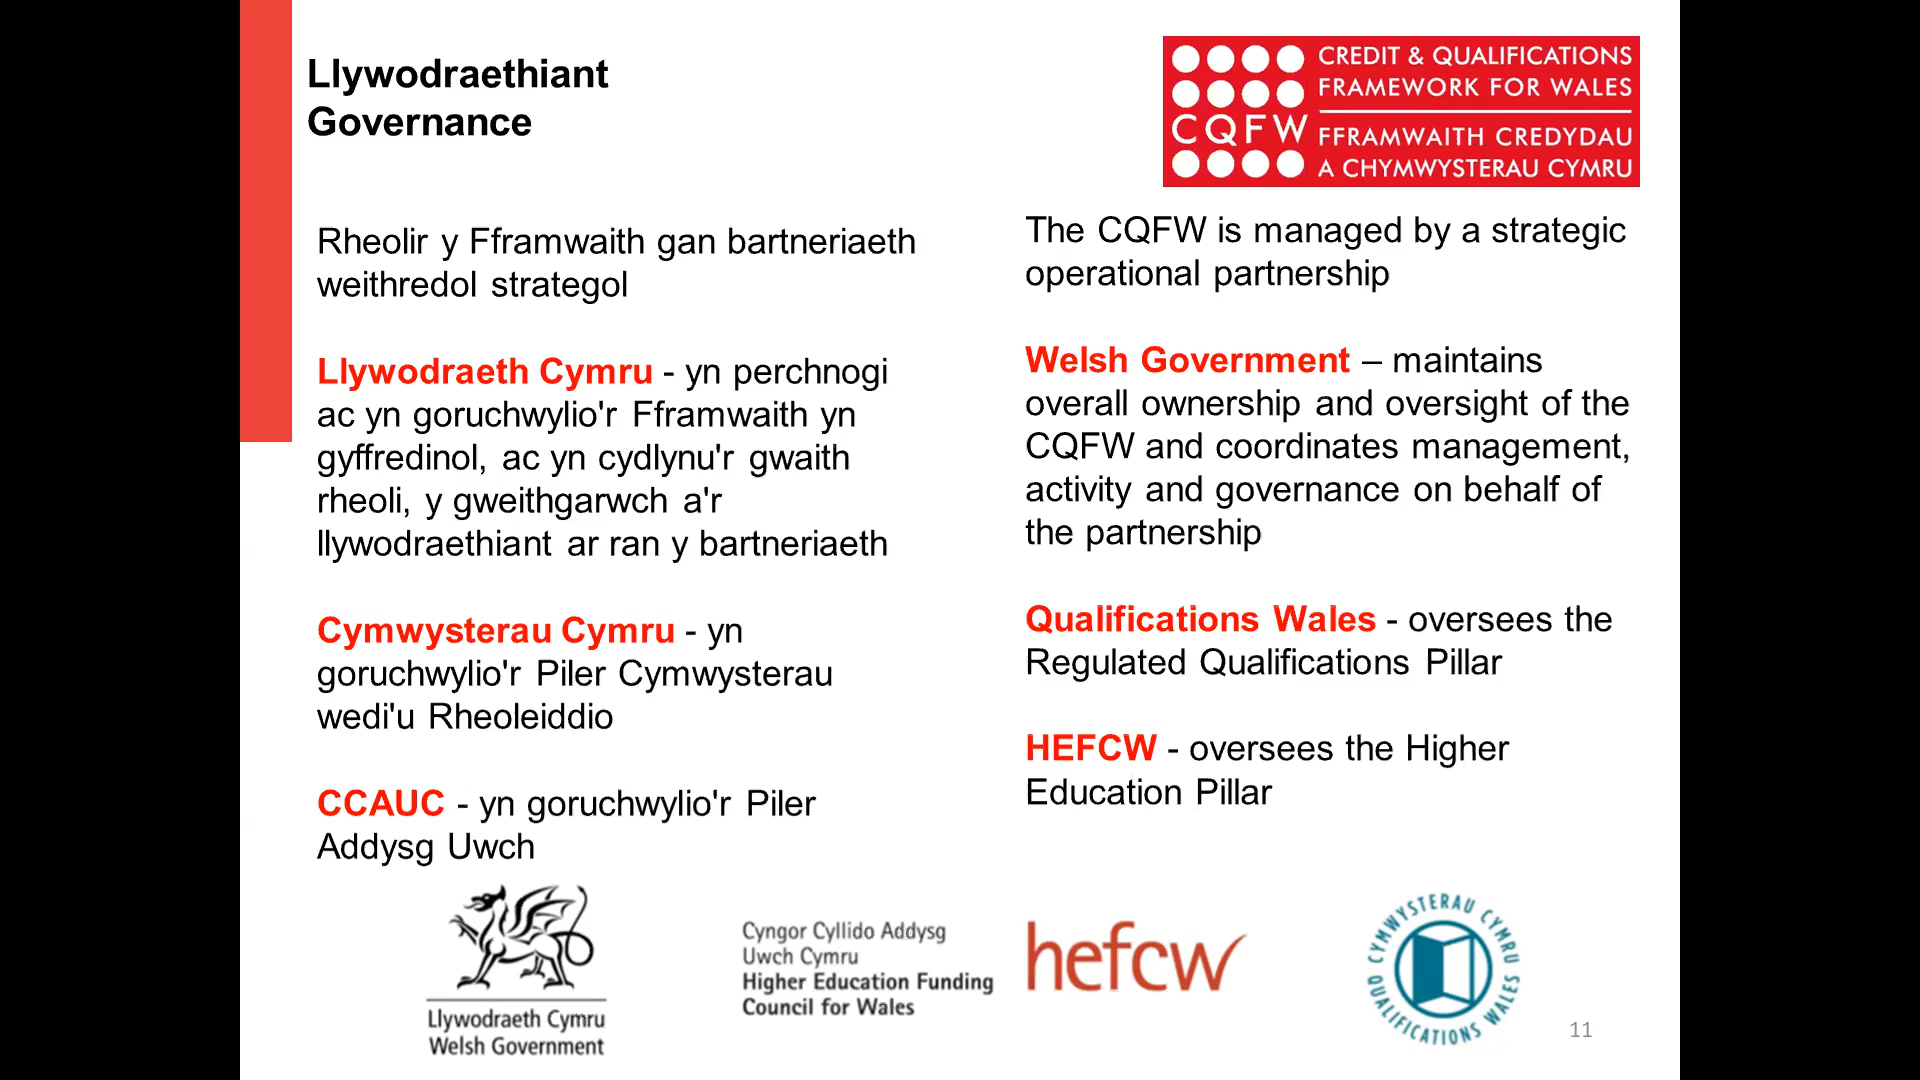 Llywodraethiant
Governance
CREDIT & QUALIFICATIONS
FRAMEWORK FOR WALES
CQFW
FFRAMWAITH CREDYDAU
A CHYMWYSTERAU CYMRU
Rheolir y Fframwaith gan bartneriaeth
weithredol strategol
Llywodraeth Cymru - yn perchnogi
ac yn goruchwylio'r Fframwaith yn
gyffredinol, ac yn cydlynu'r gwaith
rheoli, y gweithgarwch a'r
llywodraethiant ar ran y bartneriaeth
Cymwysterau Cymru - yn
goruchwylio'r Piler Cymwysterau
wedi'u Rheoleiddio
CCAUC - yn goruchwylio'r Piler
Addysg Uwch
The CQFW is managed by a strategic
operational partnership
Welsh Government – maintains
overall ownership and oversight of the
CQFW and coordinates management,
activity and governance on behalf of
the partnership
Qualifications Wales - oversees the
Regulated Qualifications Pillar
HEFCW - oversees the Higher
Education Pillar
Llywodraeth Cymru
Welsh Government
Cyngor Cyllido Addysg
Uwch Cymru
Higher Education Funding
Council for Wales
hefcw
CYMWYSTERAU CYMRU
QUALIFICATIONS WALES
11